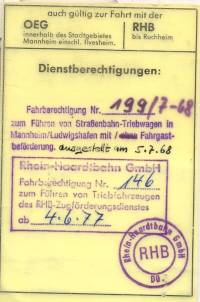 auch gültig zur Fahrt mit der
OEG
innerhalb des Stadtgebietes
Mannheim einschl. Ilvesheim.
RHB
bis Ruchheim
Dienstberechtigungen:
Fahrberechtigung Nr. 199/7-68
zum Führen von Straßenbahn-Triebwagen in
Mannheim/Ludwigshafen mit / ohne Fahrgast-
beförderung. ausgestellt am 5.7.68
Rhein-Haardtbahn GmbH
Fahrberechtigung Nr. 146
zum Führen von Triebfahrzeugen
des RHB-Zugförderungsdienstes
ab 4.6.77
Rhein-Haardtbahn GmbH
RHB